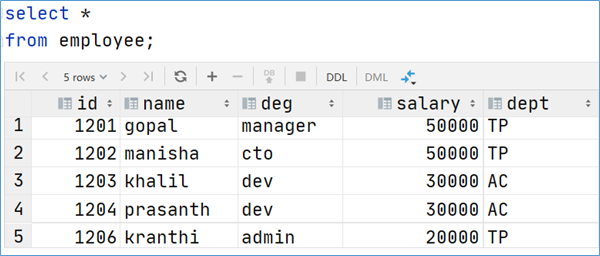 select *
from employee;
5 rows DB DDL DML
id name deg salary dept
1 1201 gopal manager 50000 TP
2 1202 manisha cto 50000 TP
3 1203 khalil dev 30000 AC
4 1204 prasanth dev 30000 AC
5 1206 kranthi admin 20000 TP